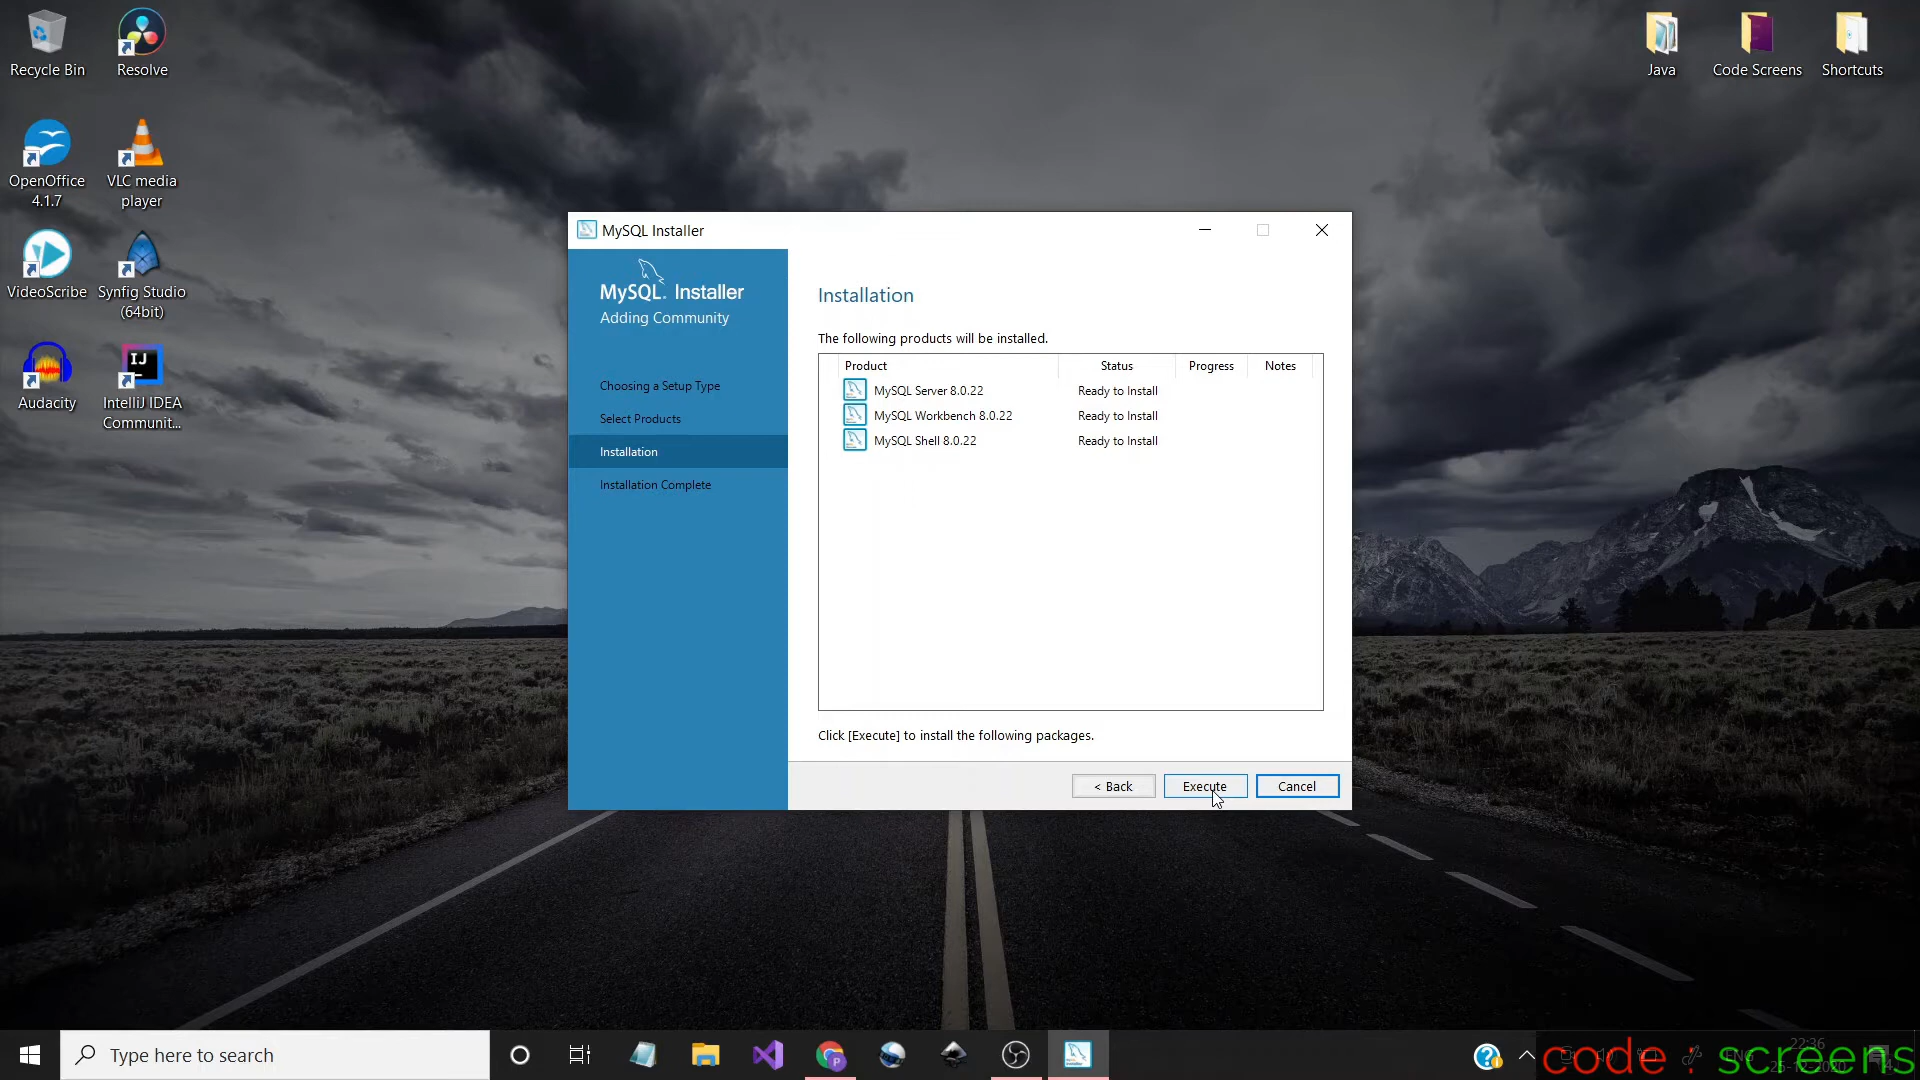 Recycle Bin
Resolve
Java
Code Screens
Shortcuts
OpenOffice
4.1.7
VLC media
player
VideoScribe
Synfig Studio
(64bit)
Audacity
IntelliJ IDEA
Communit...
MySQL Installer
MySQL. Installer
Adding Community
Choosing a Setup Type
Select Products
Installation
Installation Complete
Installation
The following products will be installed.
Product Status Progress Notes
MySQL Server 8.0.22 Ready to Install
MySQL Workbench 8.0.22 Ready to Install
MySQL Shell 8.0.22 Ready to Install
Click [Execute] to install the following packages.
< Back Execute Cancel
Type here to search
ENG
22:36
code : screens